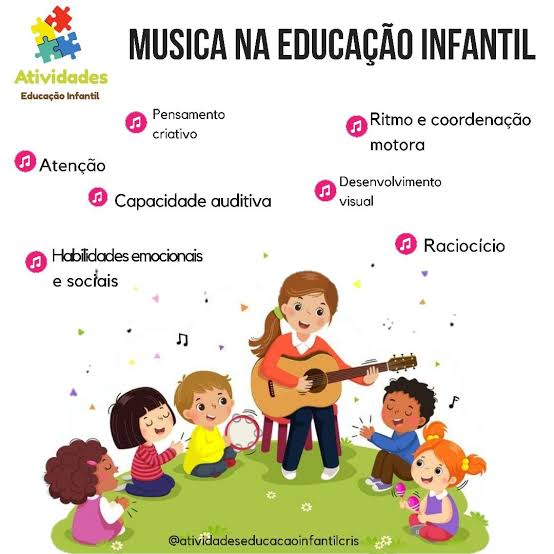 MUSICA NA EDUCAÇÃO INFANTIL
Atividades
Educação Infantil
Pensamento
criativo
Ritmo e coordenação
motora
Atenção
Desenvolvimento
visual
Capacidade auditiva
Raciocício
Habilidades emocionais
e sociais
@atividadeseducacaoinfantilcris